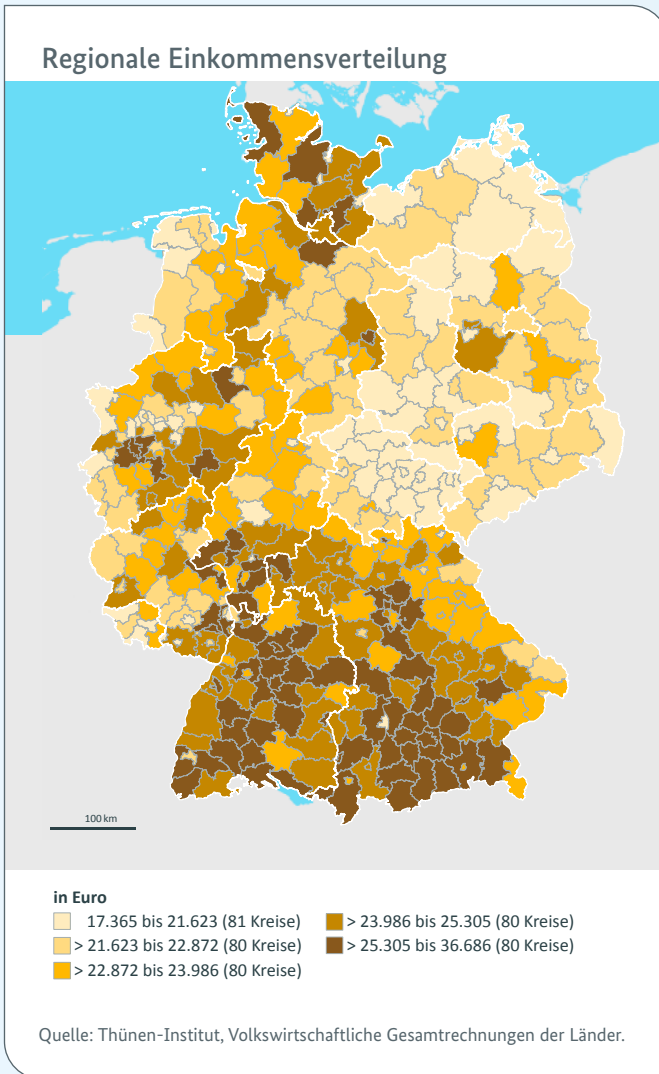 Regionale Einkommensverteilung
100 km
in Euro
17.365 bis 21.623 (81 Kreise)
> 21.623 bis 22.872 (80 Kreise)
> 22.872 bis 23.986 (80 Kreise)
> 23.986 bis 25.305 (80 Kreise)
> 25.305 bis 36.686 (80 Kreise)
Quelle: Thünen-Institut, Volkswirtschaftliche Gesamtrechnungen der Länder.